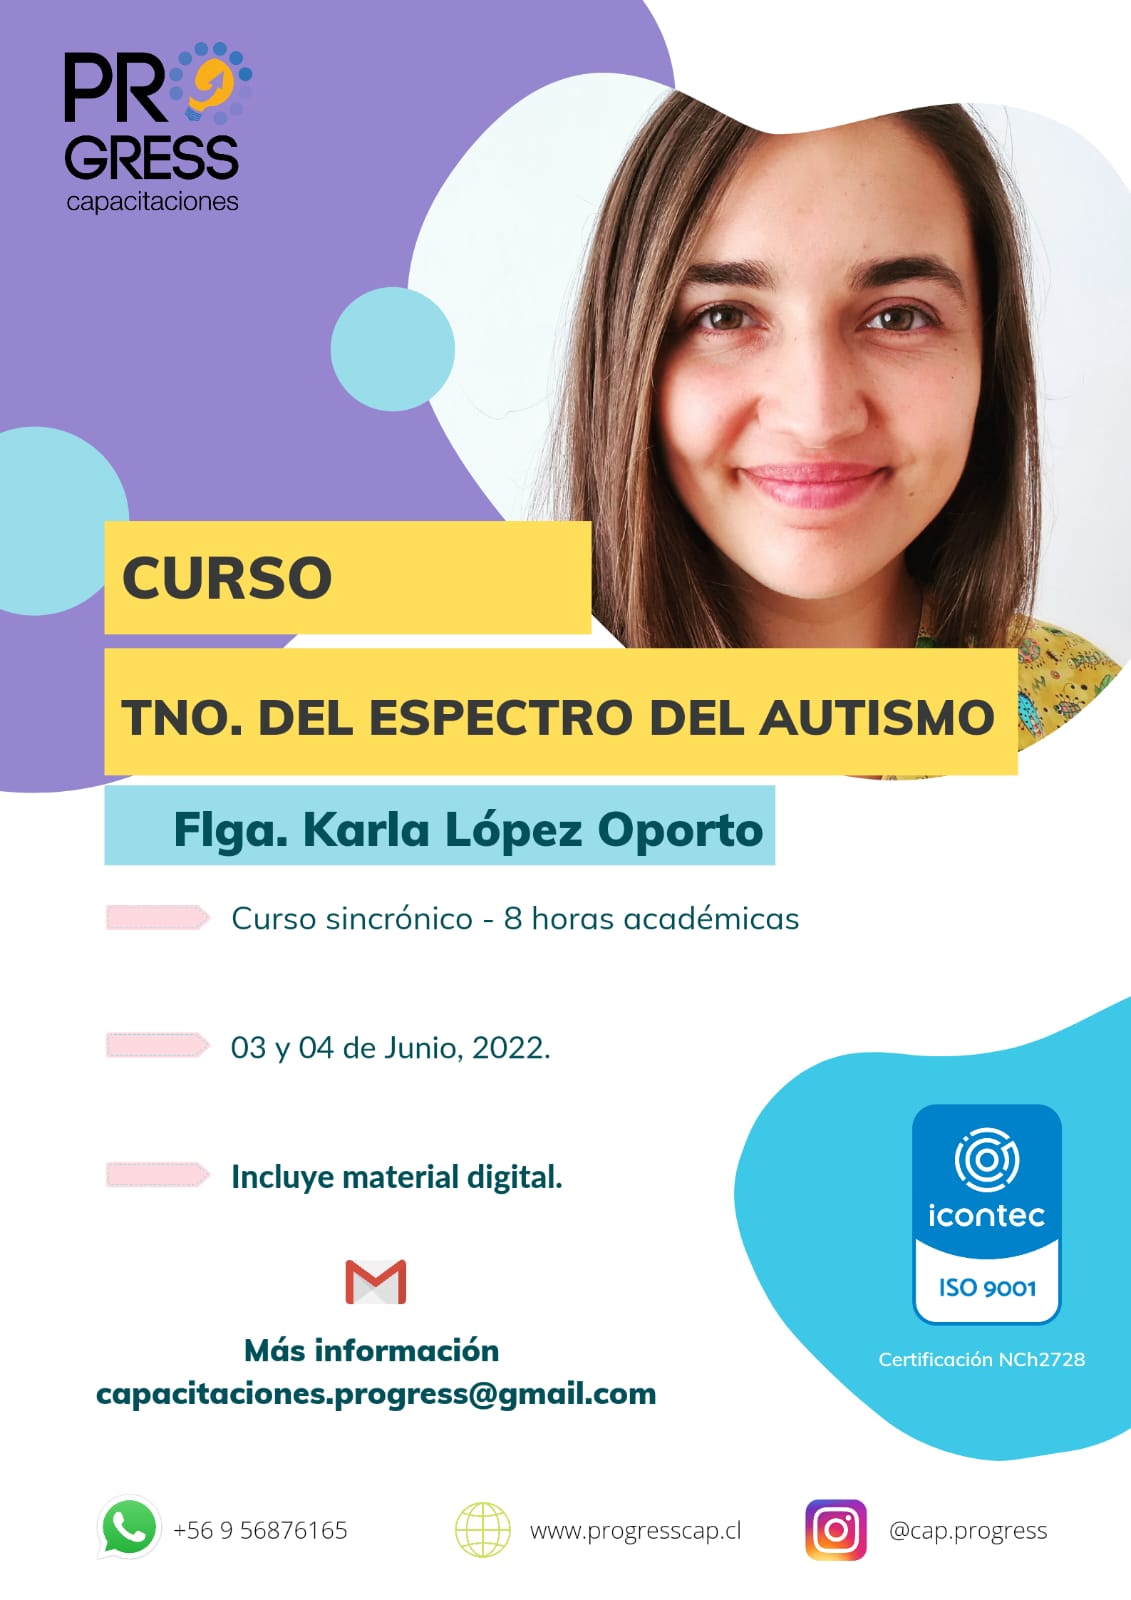 PROGRESS
capacitaciones
CURSO
TNO. DEL ESPECTRO DEL AUTISMO
Flga. Karla López Oporto
Curso sincrónico - 8 horas académicas
03 y 04 de Junio, 2022.
Incluye material digital.
icontec
ISO 9001
Certificación NCh2728
Más información
capacitaciones.progress@gmail.com
+56 9 56876165
www.progresscap.cl
@cap.progress